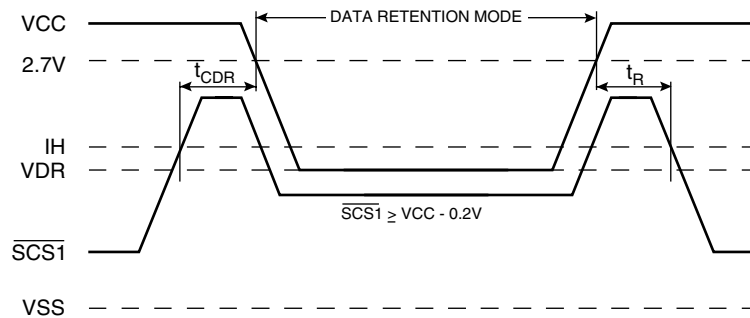 VCC
DATA RETENTION MODE
2.7V
tCDR
tR
IH
VDR
SCS1 ≥ VCC - 0.2V
SCS1
VSS